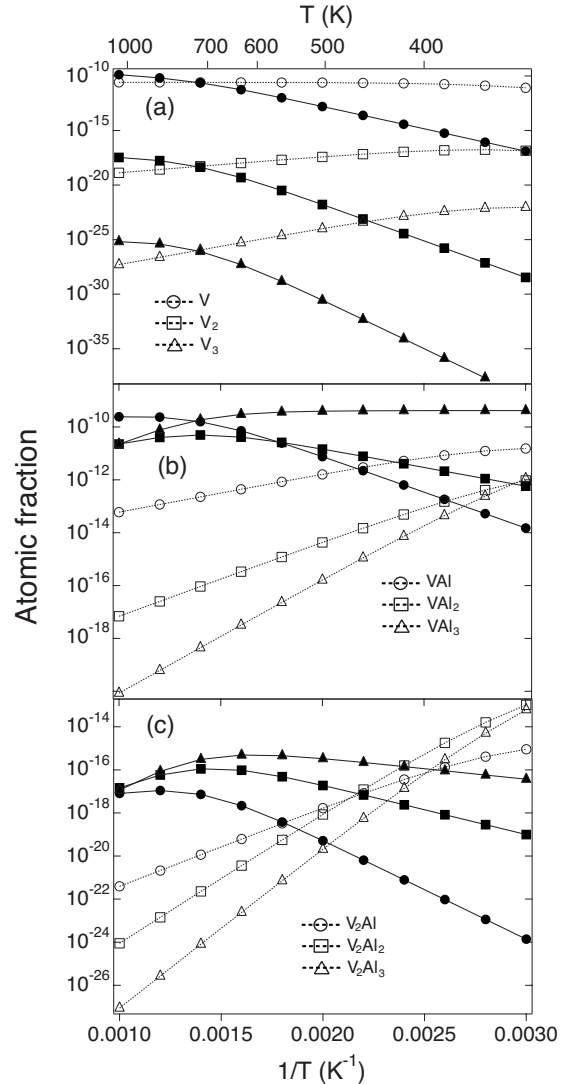 T (K)
1000 700 600 500 400
10⁻¹⁰
(a)
10⁻¹⁵
10⁻²⁰
10⁻²⁵
10⁻³⁰
10⁻³⁵
V
V₂
V₃
10⁻¹⁰
(b)
10⁻¹²
10⁻¹⁴
10⁻¹⁶
10⁻¹⁸
VAl
VAl₂
VAl₃
Atomic fraction
10⁻¹⁴
(c)
10⁻¹⁶
10⁻¹⁸
10⁻²⁰
10⁻²²
10⁻²⁴
10⁻²⁶
V₂Al
V₂Al₂
V₂Al₃
0.0010 0.0015 0.0020 0.0025 0.0030
1/T (K⁻¹)